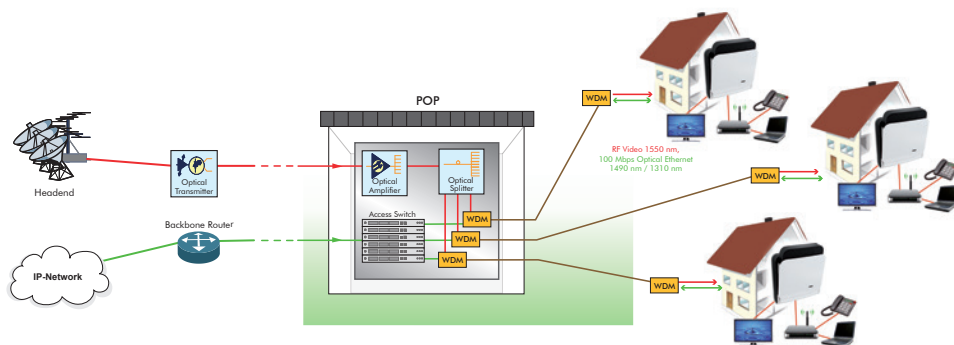 POP
WDM
WDM
RF Video 1550 nm,
100 Mbps Optical Ethernet
1490 nm / 1310 nm
Headend
Optical
Transmitter
Optical
Amplifier
Optical
Splitter
WDM
Backbone Router
Access Switch
WDM
WDM
WDM
IP-Network
WDM